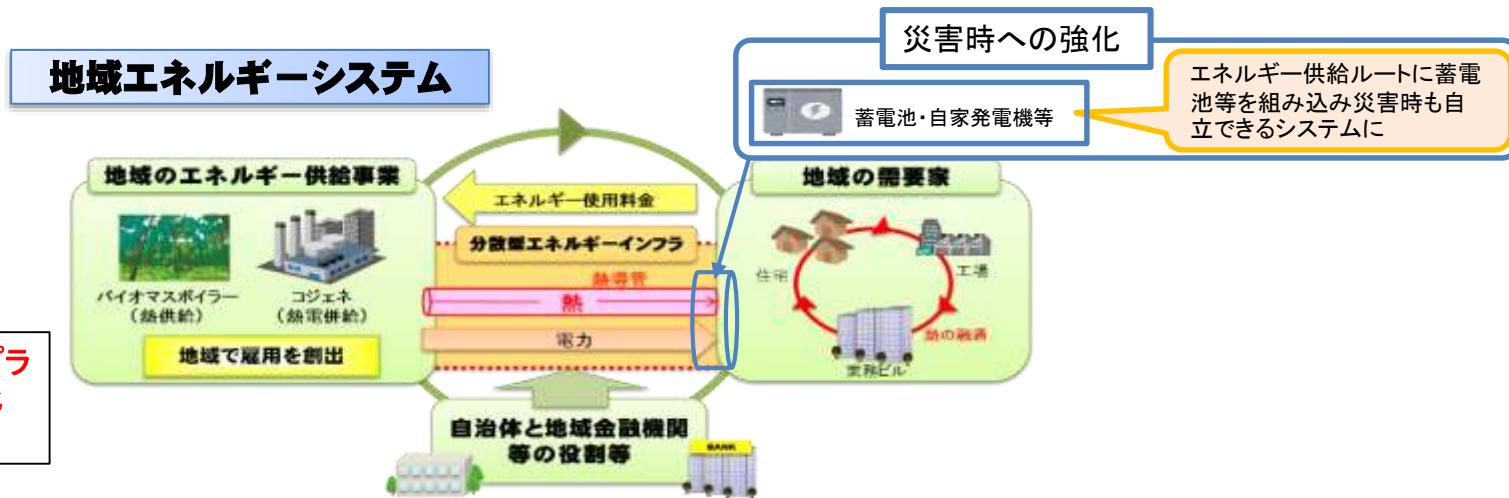 災害時への強化
地域エネルギーシステム
蓄電池・自家発電機等
エネルギー供給ルートに蓄電
池等を組み込み災害時も自
立できるシステムに
地域のエネルギー供給事業
地域の需要家
エネルギー使用料金
分散型エネルギーインフラ
熱導管
熱
電力
バイオマスボイラー
（熱供給）
コジェネ
（熱電併給）
地域で雇用を創出
住宅
工場
熱の融通
業務ビル
自治体と地域金融機関
等の役割等
BANK